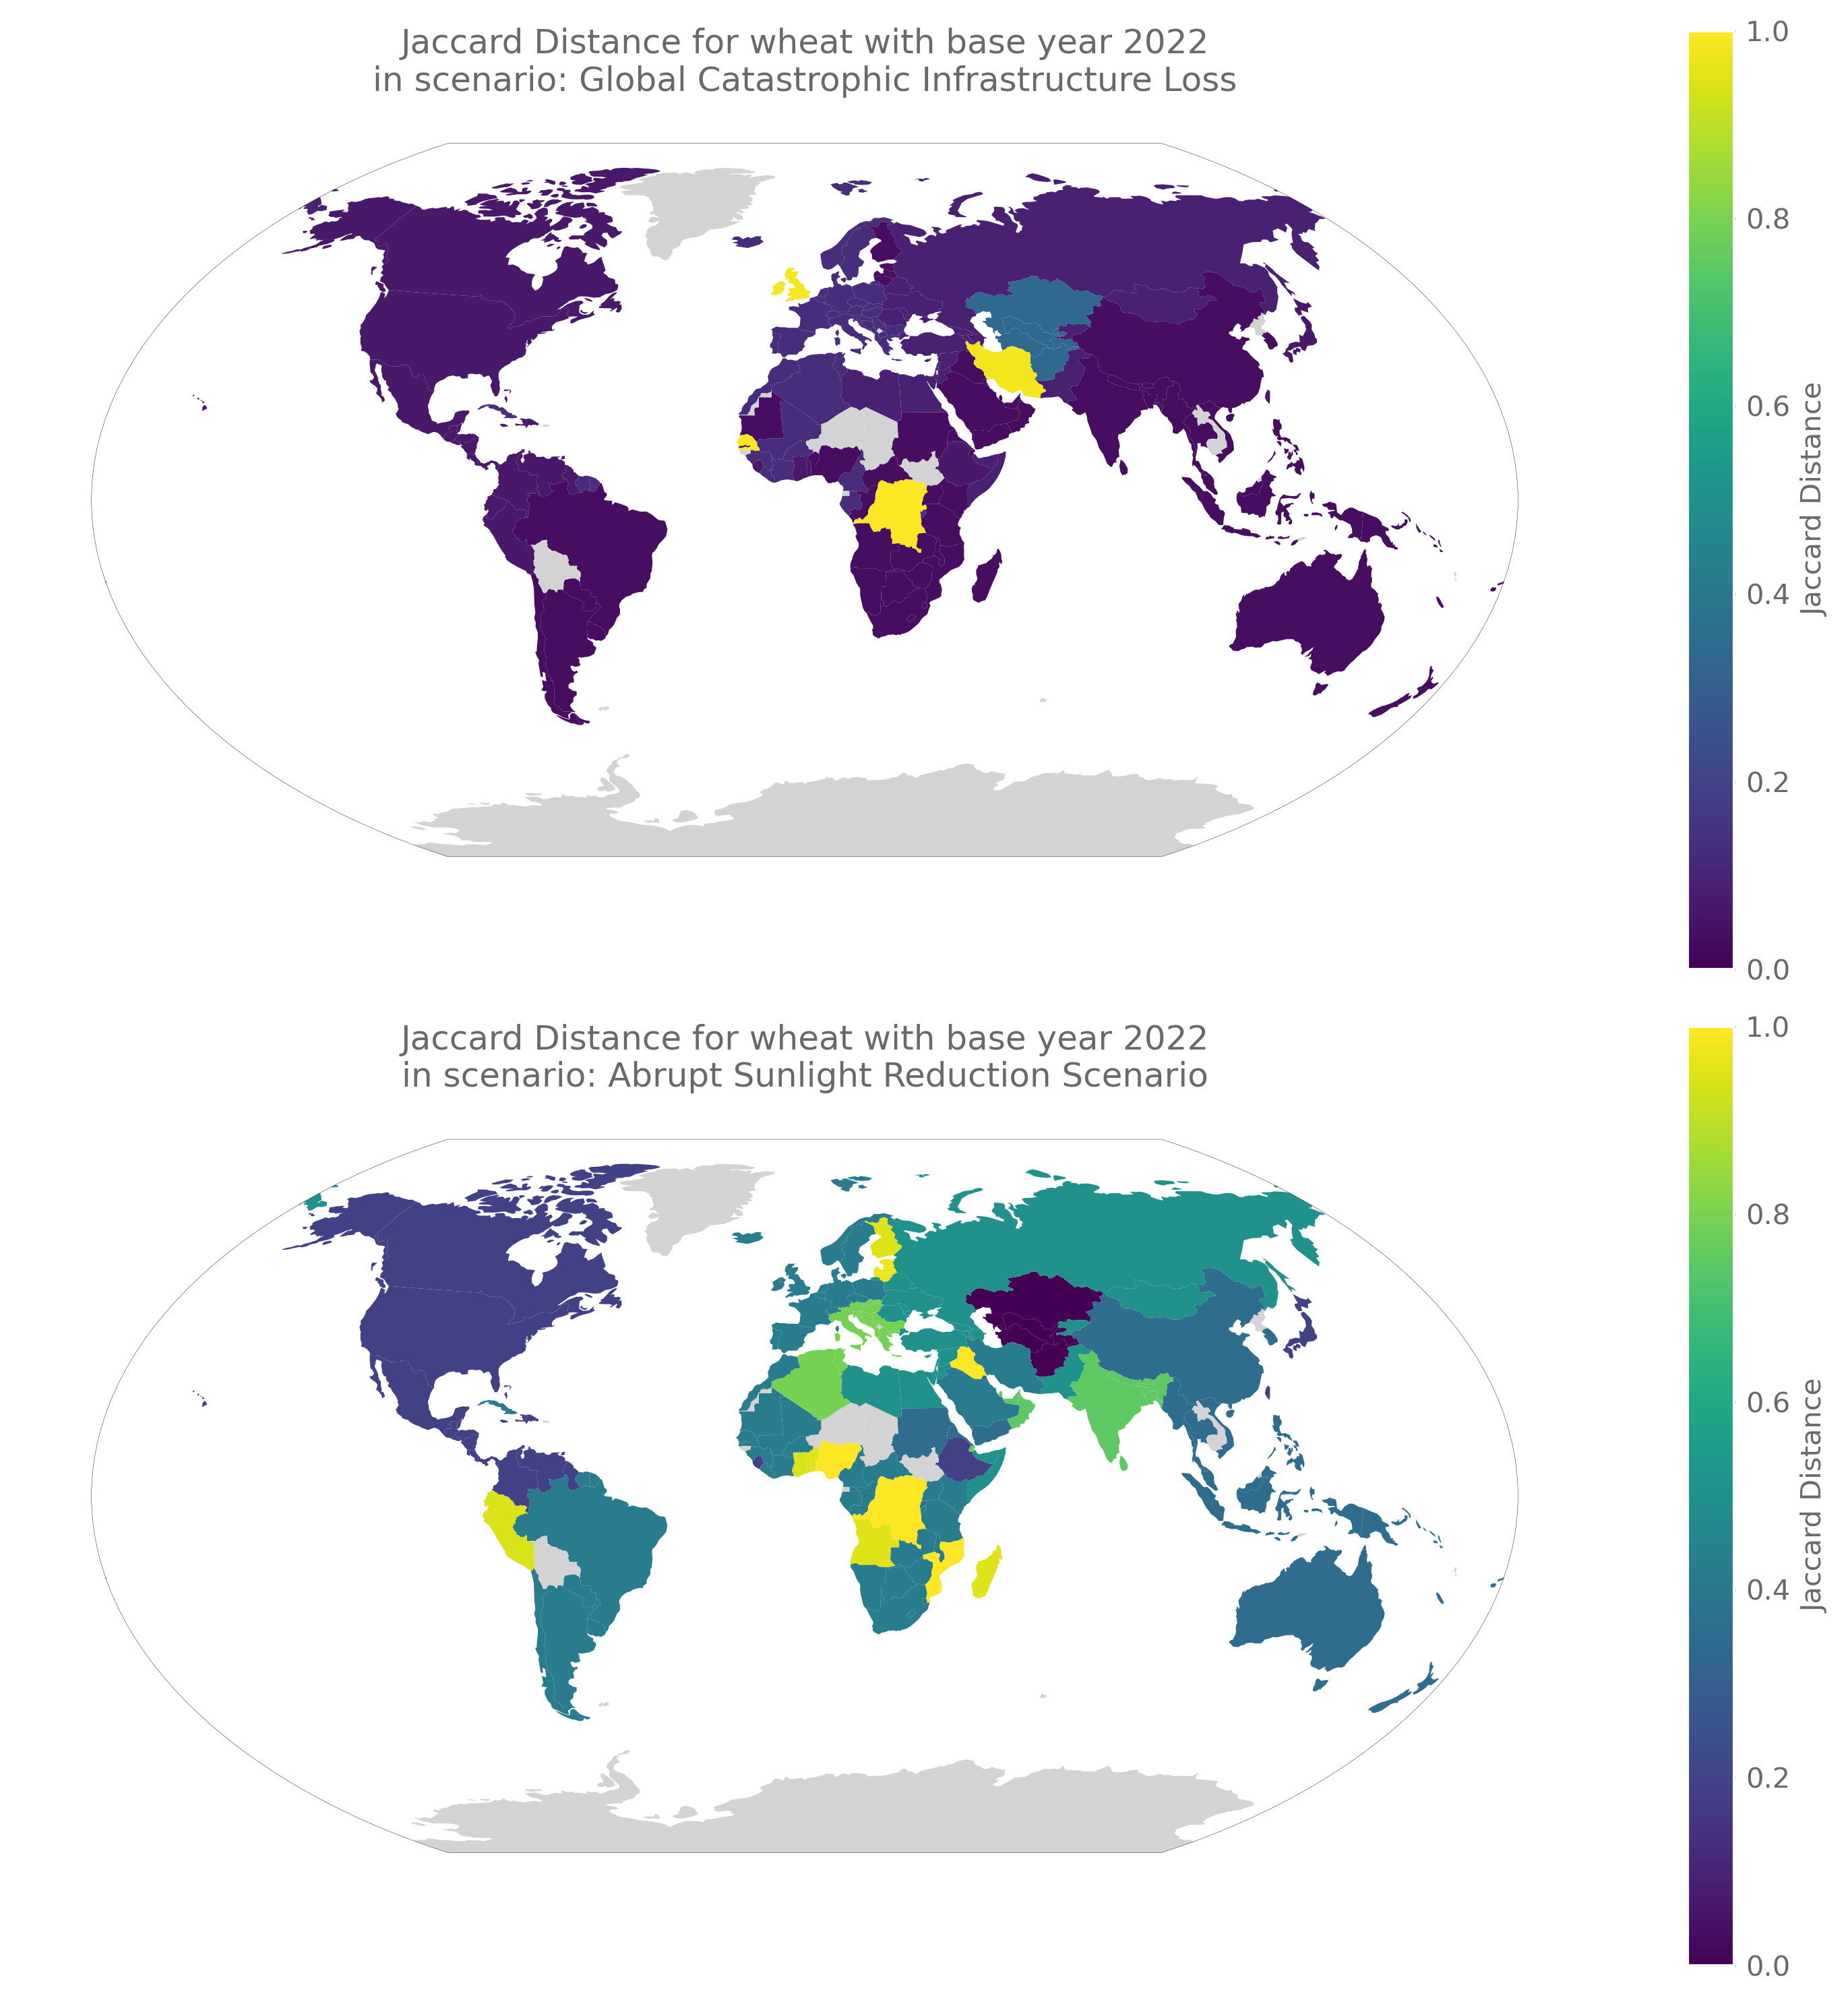 Jaccard Distance for wheat with base year 2022
in scenario: Global Catastrophic Infrastructure Loss
1.0
0.8
0.6
0.4
0.2
0.0
Jaccard Distance
Jaccard Distance for wheat with base year 2022
in scenario: Abrupt Sunlight Reduction Scenario
1.0
0.8
0.6
0.4
0.2
0.0
Jaccard Distance